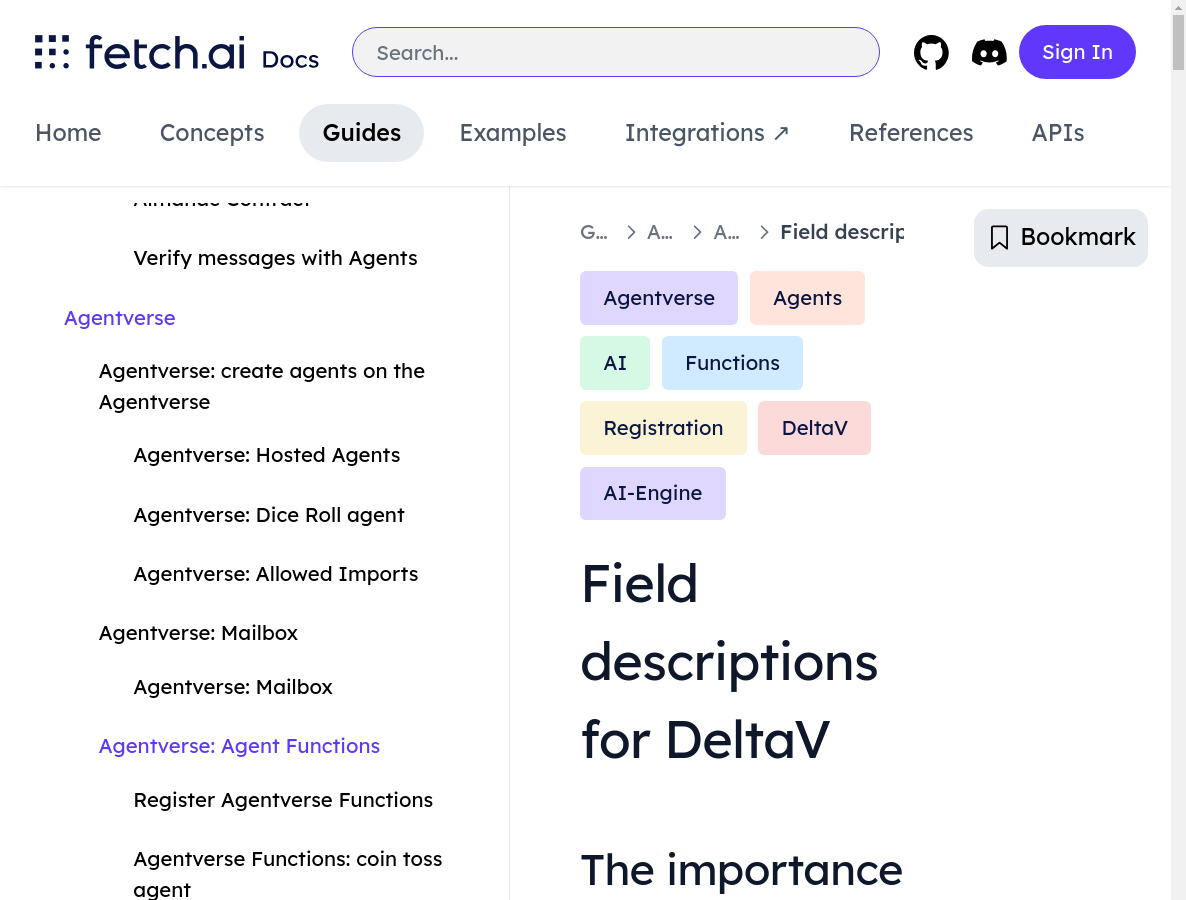 fetch.ai Docs
Search...
Sign In
Home
Concepts
Guides
Examples
Integrations ↗
References
APIs
Almanac Contract
Verify messages with Agents
Agentverse
Agentverse: create agents on the
Agentverse
Agentverse: Hosted Agents
Agentverse: Dice Roll agent
Agentverse: Allowed Imports
Agentverse: Mailbox
Agentverse: Mailbox
Agentverse: Agent Functions
Register Agentverse Functions
Agentverse Functions: coin toss
agent
G... > A... > A... > Field descrip
Bookmark
Agentverse
Agents
AI
Functions
Registration
DeltaV
AI-Engine
Field
descriptions
for DeltaV
The importance